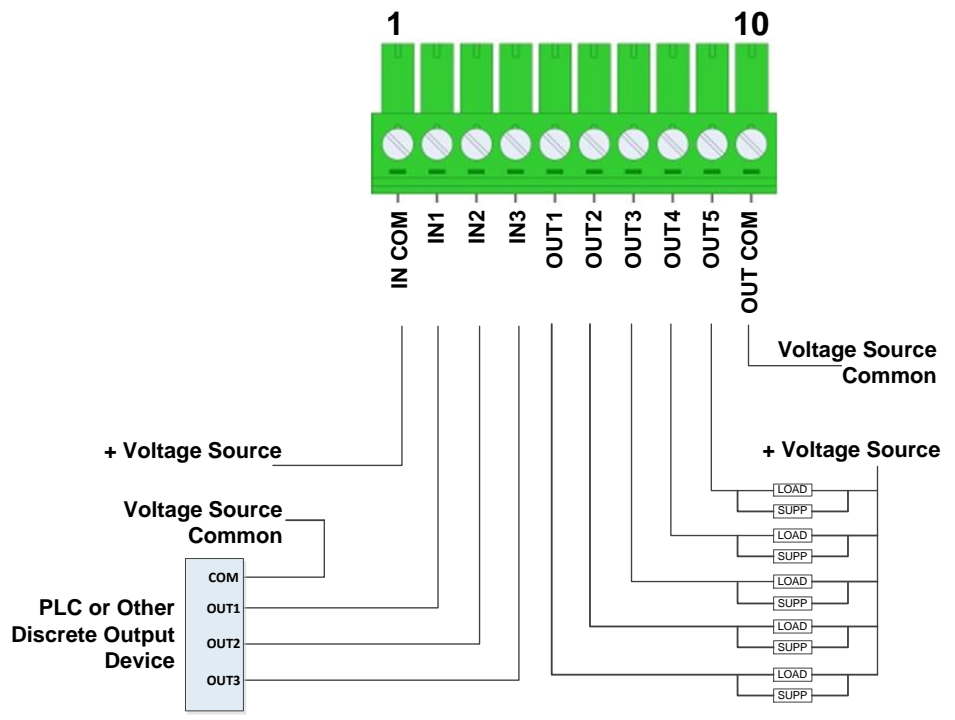 1 10
IN COM
IN1
IN2
IN3
OUT1
OUT2
OUT3
OUT4
OUT5
OUT COM
Voltage Source
Common
+ Voltage Source
+ Voltage Source
LOAD
SUPP
LOAD
SUPP
LOAD
SUPP
LOAD
SUPP
LOAD
SUPP
Voltage Source
Common
PLC or Other
Discrete Output
Device
COM
OUT1
OUT2
OUT3